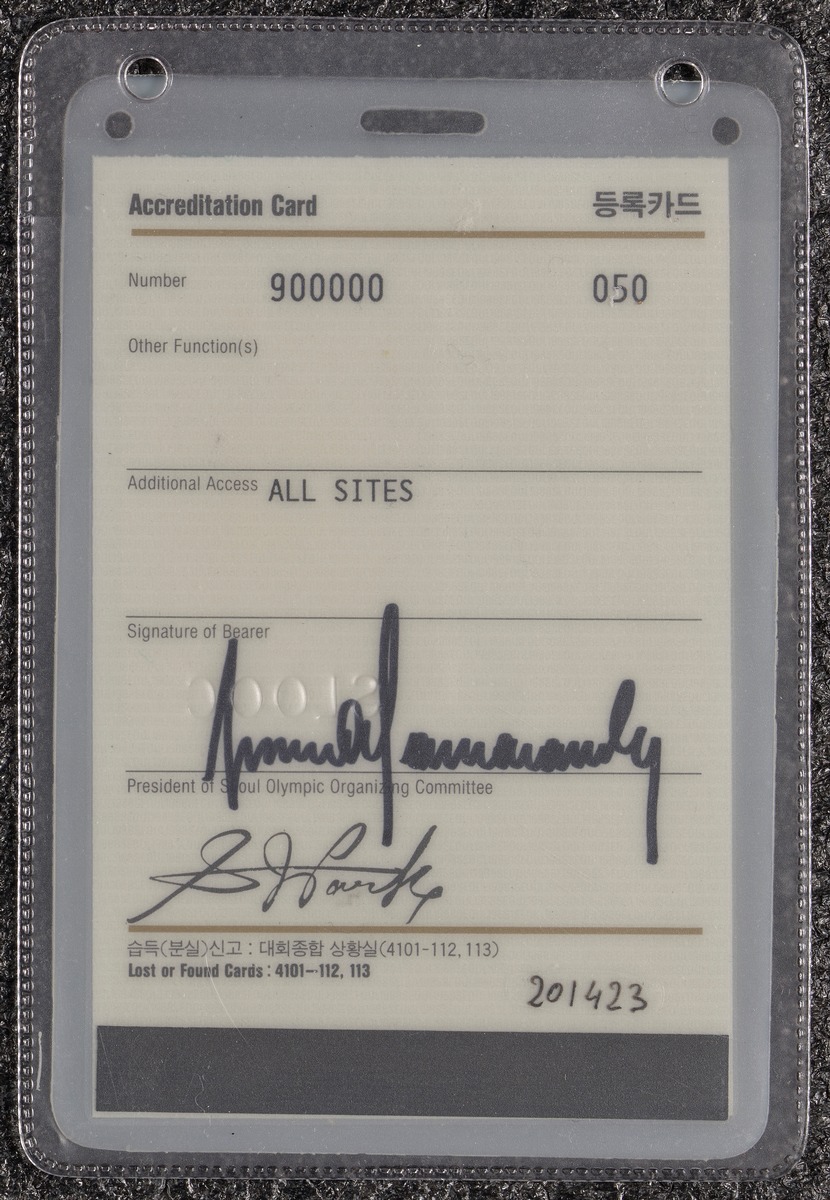 Accreditation Card 등록카드
Number 900000 050
Other Function(s)
Additional Access ALL SITES
Signature of Bearer
President of Seoul Olympic Organizing Committee
습득(분실)신고 : 대회종합 상황실(4101-112, 113)
Lost or Found Cards : 4101--112, 113
201423